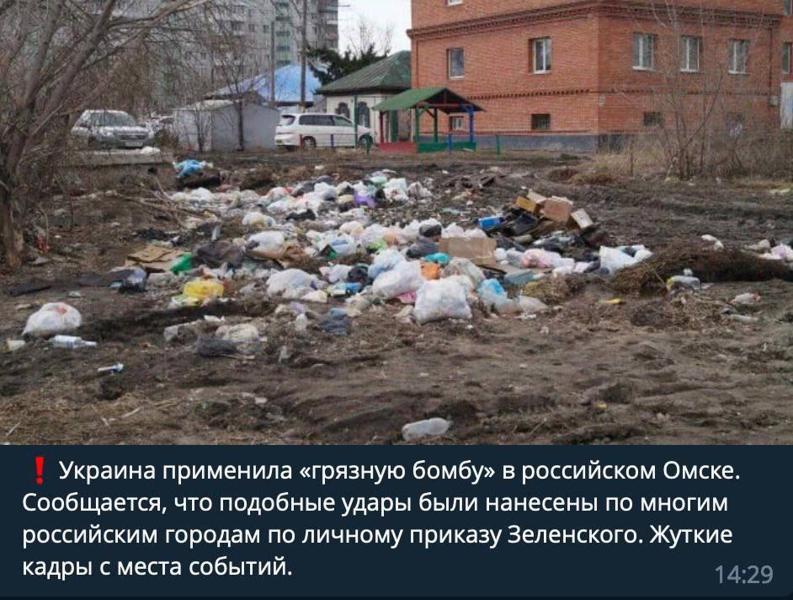 ❗ Украина применила «грязную бомбу» в российском Омске.
Сообщается, что подобные удары были нанесены по многим
российским городам по личному приказу Зеленского. Жуткие
кадры с места событий.
14:29